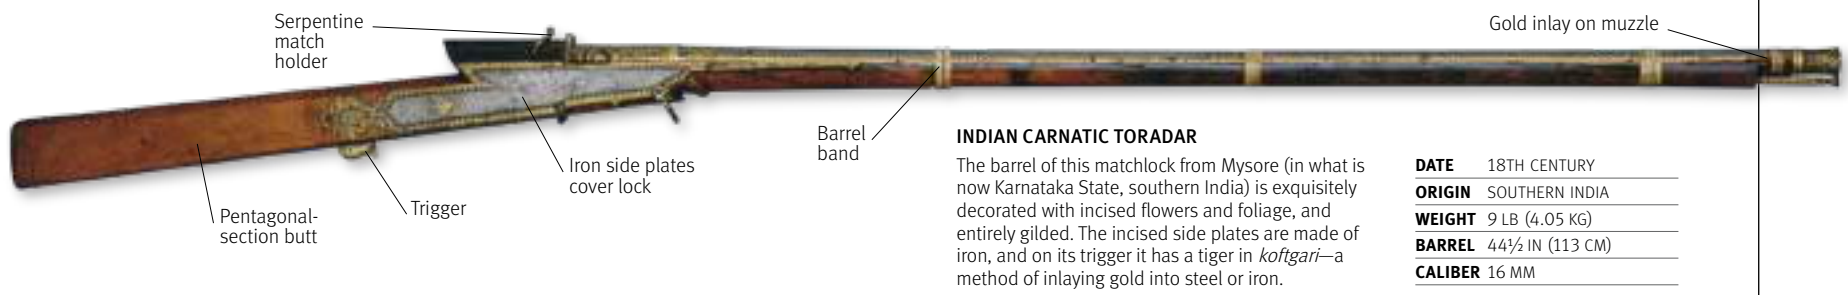 Serpentine
match
holder
Gold inlay on muzzle
Barrel
band
Iron side plates
cover lock
Trigger
Pentagonal-
section butt
INDIAN CARNATIC TORADAR
The barrel of this matchlock from Mysore (in what is
now Karnataka State, southern India) is exquisitely
decorated with incised flowers and foliage, and
entirely gilded. The incised side plates are made of
iron, and on its trigger it has a tiger in koftgari—a
method of inlaying gold into steel or iron.
DATE 18TH CENTURY
ORIGIN SOUTHERN INDIA
WEIGHT 9 LB (4.05 KG)
BARREL 44½ IN (113 CM)
CALIBER 16 MM